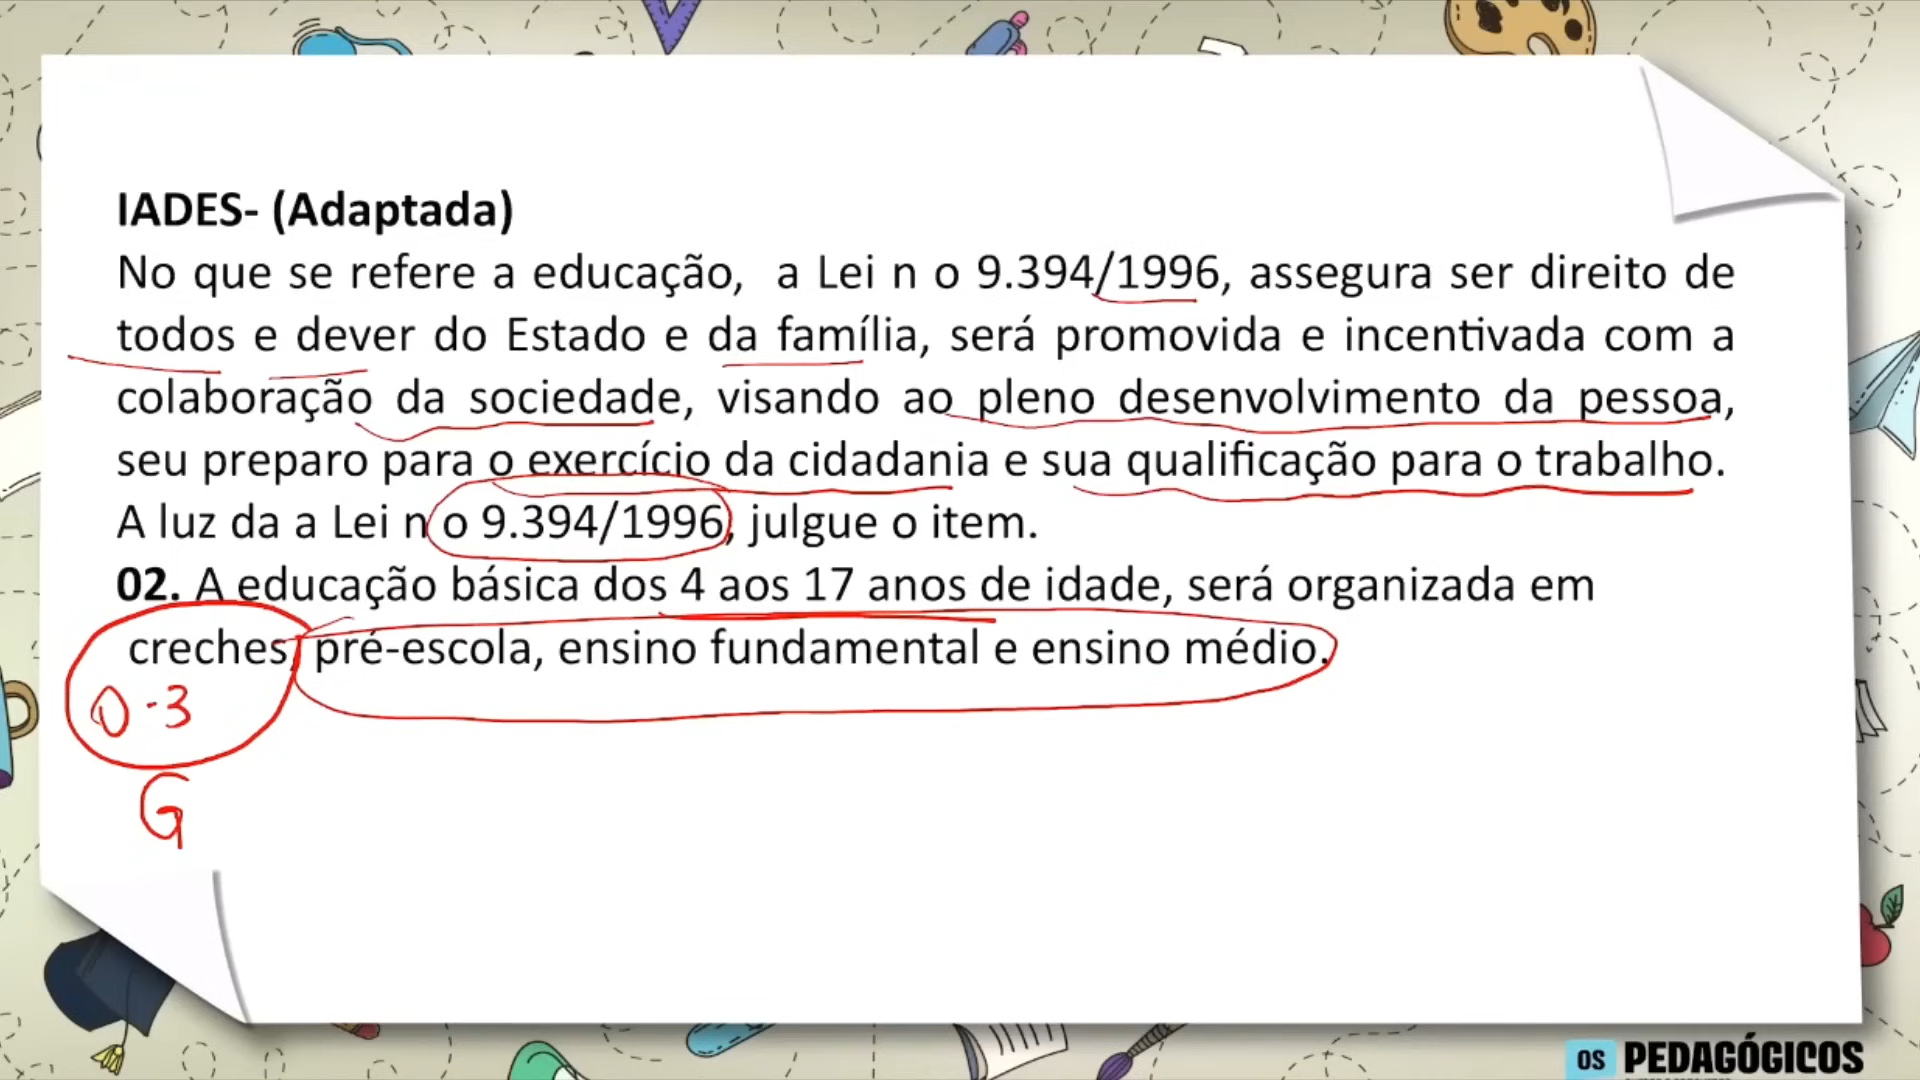 IADES- (Adaptada)
No que se refere a educação, a Lei n o 9.394/1996, assegura ser direito de
todos e dever do Estado e da família, será promovida e incentivada com a
colaboração da sociedade, visando ao pleno desenvolvimento da pessoa,
seu preparo para o exercício da cidadania e sua qualificação para o trabalho.
A luz da a Lei n o 9.394/1996, julgue o item.
02. A educação básica dos 4 aos 17 anos de idade, será organizada em
creches, pré-escola, ensino fundamental e ensino médio.
0-3
G
OS PEDAGÓGICOS